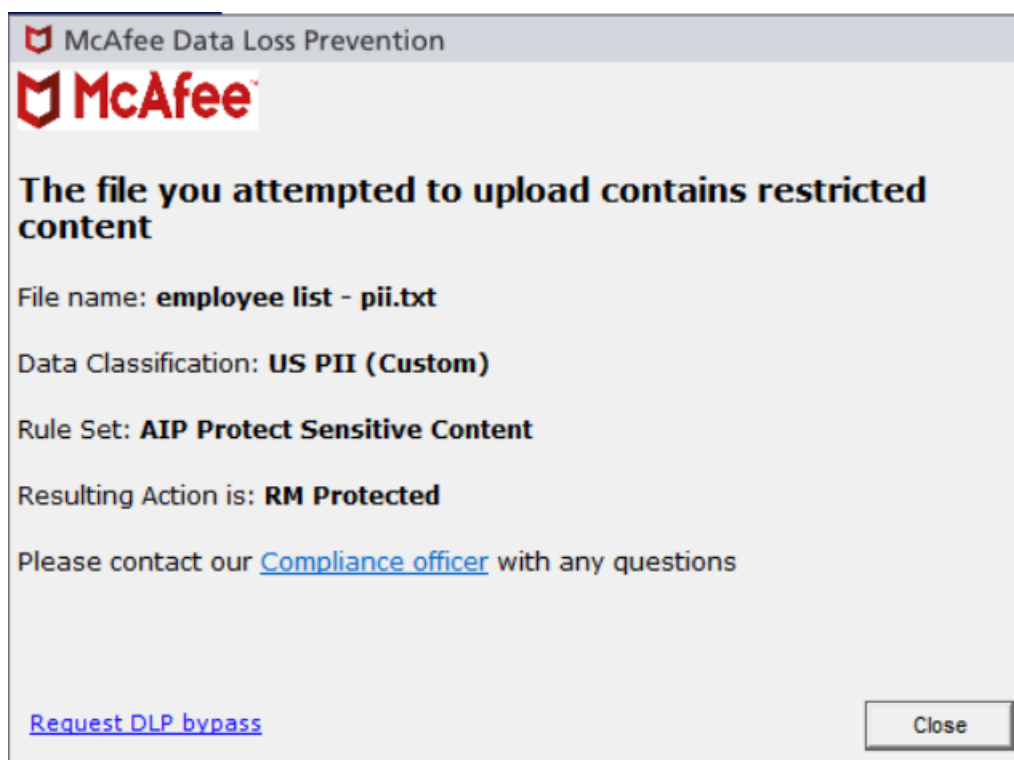 McAfee Data Loss Prevention
McAfee™
The file you attempted to upload contains restricted
content
File name: employee list - pii.txt
Data Classification: US PII (Custom)
Rule Set: AIP Protect Sensitive Content
Resulting Action is: RM Protected
Please contact our Compliance officer with any questions
Request DLP bypass
Close